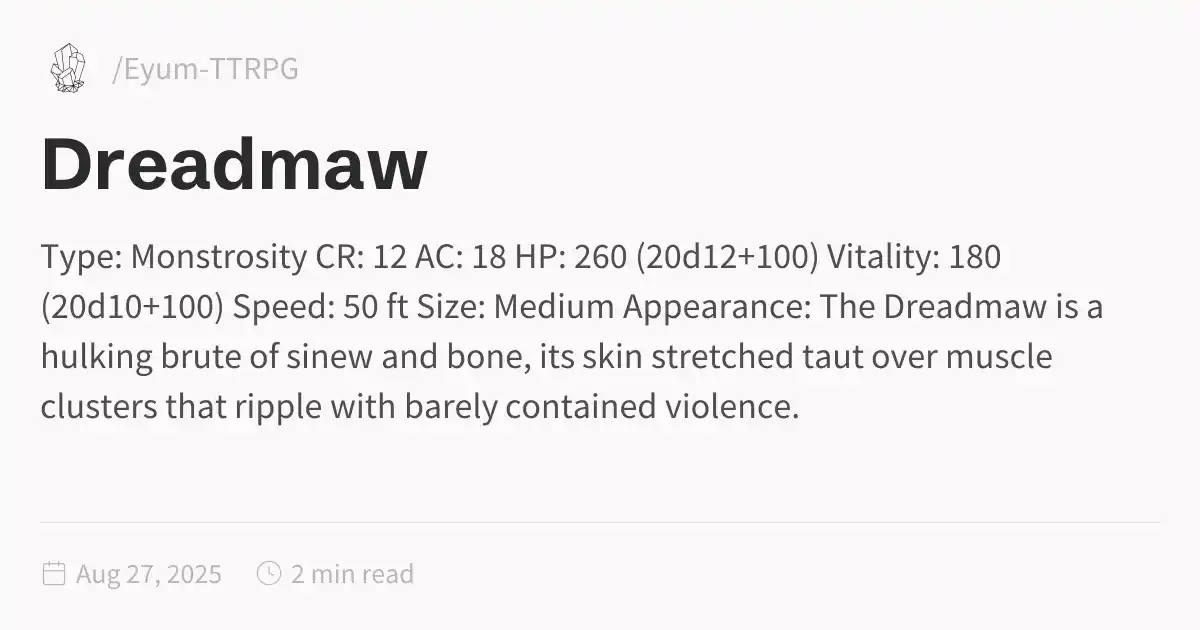 /Eyum-TTRPG
Dreadmaw
Type: Monstrosity CR: 12 AC: 18 HP: 260 (20d12+100) Vitality: 180
(20d10+100) Speed: 50 ft Size: Medium Appearance: The Dreadmaw is a
hulking brute of sinew and bone, its skin stretched taut over muscle
clusters that ripple with barely contained violence.
Aug 27, 2025 2 min read